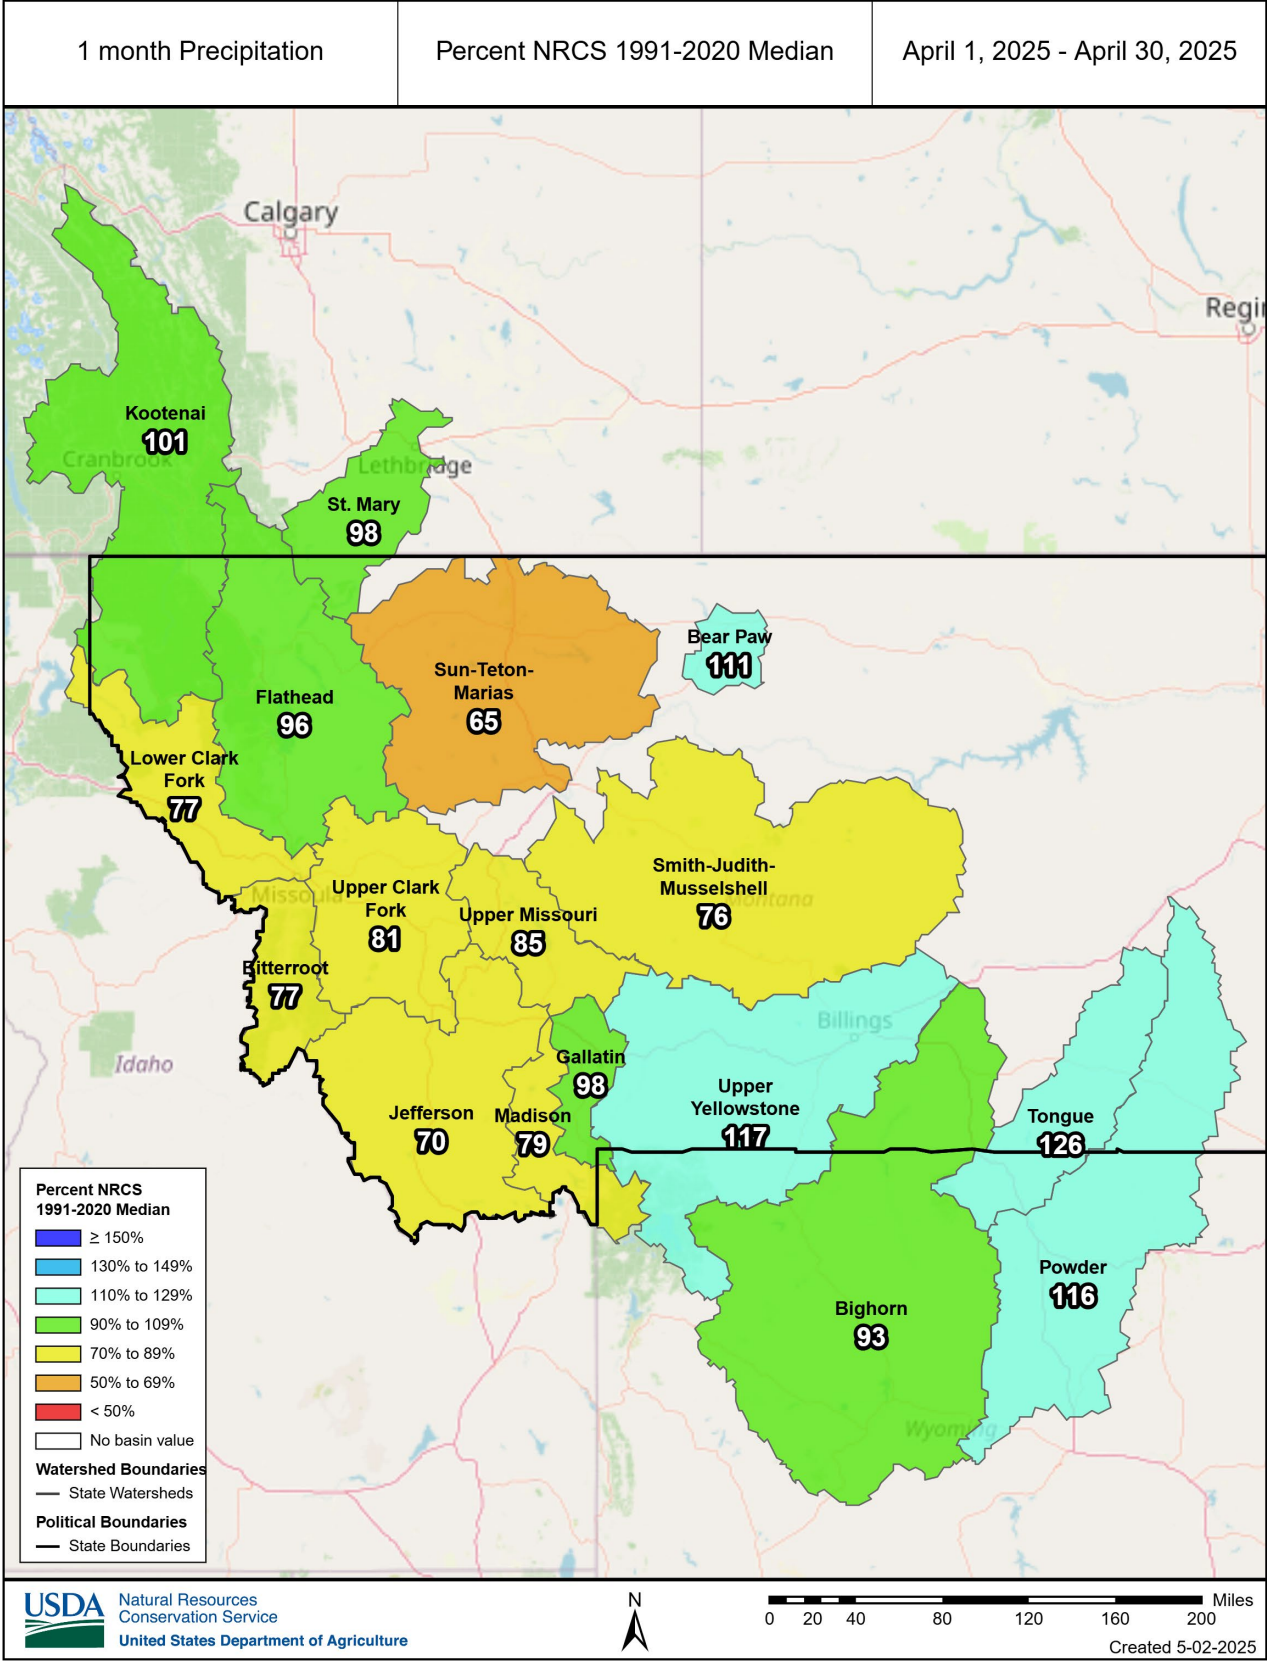 1 month Precipitation
Percent NRCS 1991-2020 Median
April 1, 2025 - April 30, 2025
Calgary
Kootenai
101
Cranbrook
Lethbridge
St. Mary
98
Bear Paw
111
Sun-Teton-
Marias
65
Flathead
96
Lower Clark
Fork
77
Smith-Judith-
Musselshell
76
Montana
Missoula
Upper Clark
Fork
81
Upper Missouri
85
Bitterroot
77
Billings
Idaho
Gallatin
98
Upper
Yellowstone
117
Jefferson
70
Madison
79
Tongue
126
Powder
116
Bighorn
93
Wyoming
Percent NRCS
1991-2020 Median
≥ 150%
130% to 149%
110% to 129%
90% to 109%
70% to 89%
50% to 69%
< 50%
No basin value
Watershed Boundaries
State Watersheds
Political Boundaries
State Boundaries
USDA
Natural Resources
Conservation Service
United States Department of Agriculture
N
0 20 40 80 120 160 200 Miles
Created 5-02-2025